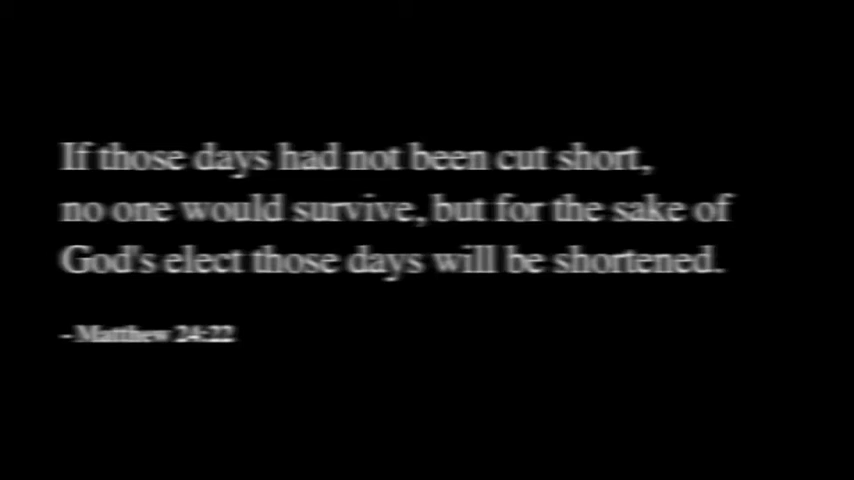 If those days had not been cut short,
no one would survive, but for the sake of
God's elect those days will be shortened.
- Matthew 24:22